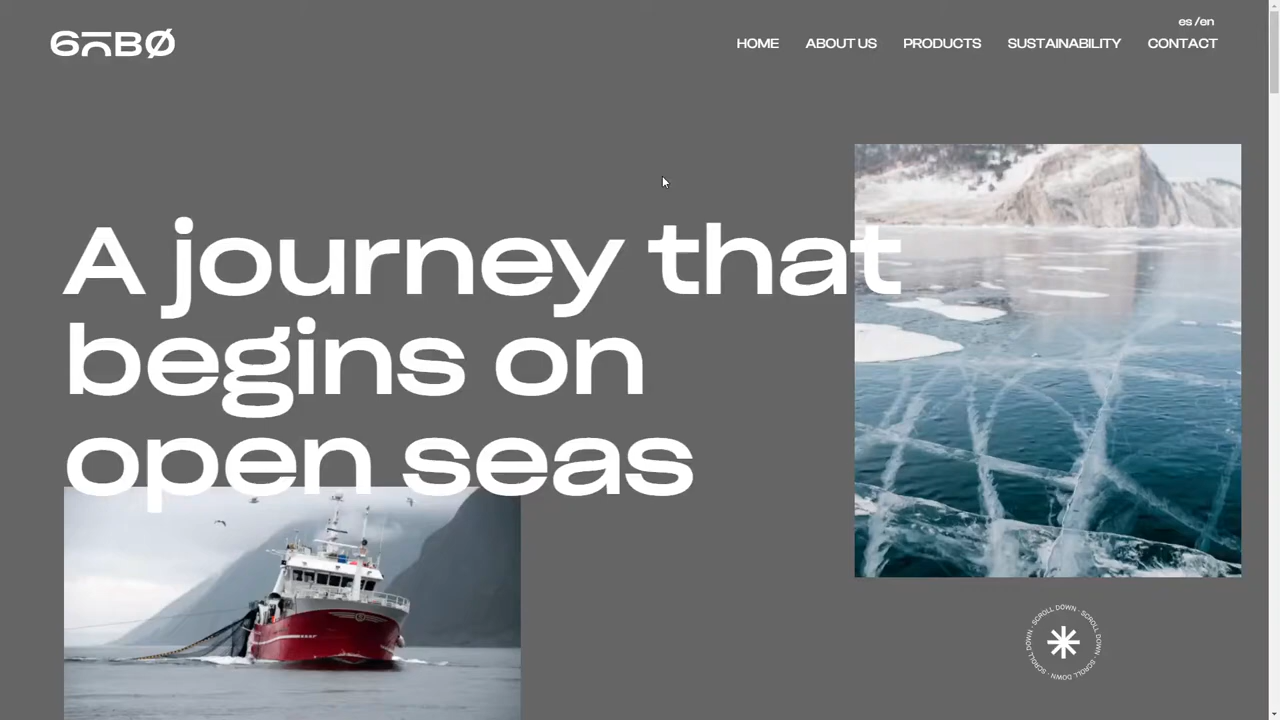 es /en
HOME ABOUT US PRODUCTS SUSTAINABILITY CONTACT
A journey that
begins on
open seas
SCROLL DOWN · SCROLL DOWN · SCROLL DOWN · SCROLL DOWN ·